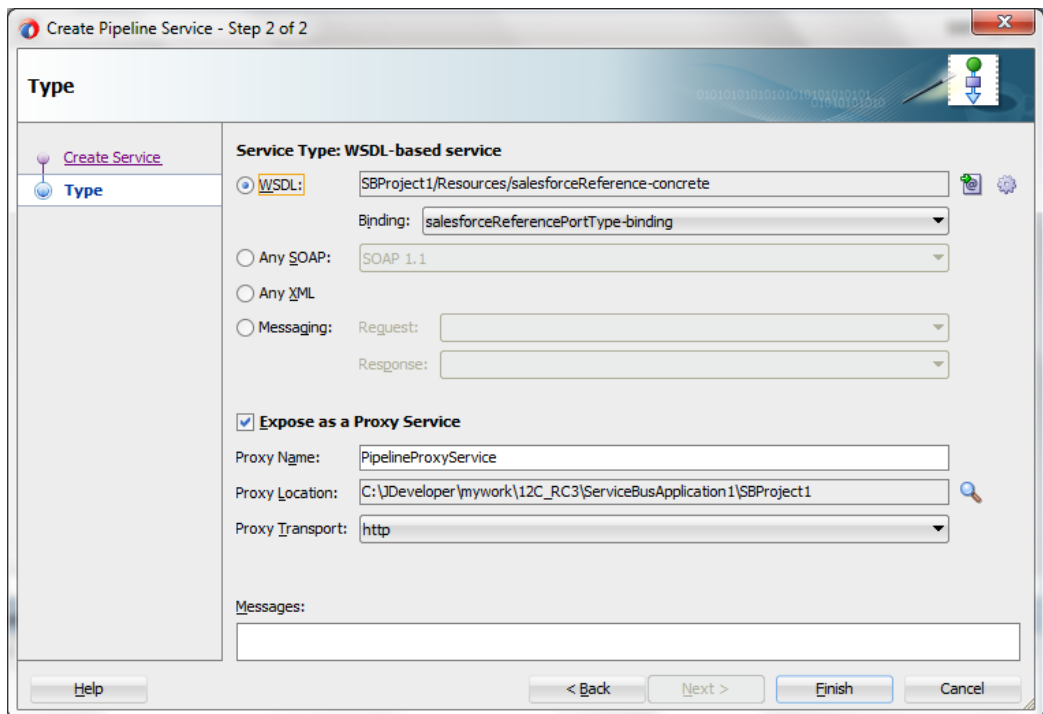 Create Pipeline Service - Step 2 of 2
Type
Create Service
Type
Service Type: WSDL-based service
WSDL: SBProject1/Resources/salesforceReference-concrete
Binding: salesforceReferencePortType-binding
Any SOAP: SOAP 1.1
Any XML
Messaging: Request:
Response:
Expose as a Proxy Service
Proxy Name: PipelineProxyService
Proxy Location: C:\JDeveloper\mywork\12C_RC3\ServiceBusApplication1\SBProject1
Proxy Transport: http
Messages:
Help < Back Next > Finish Cancel